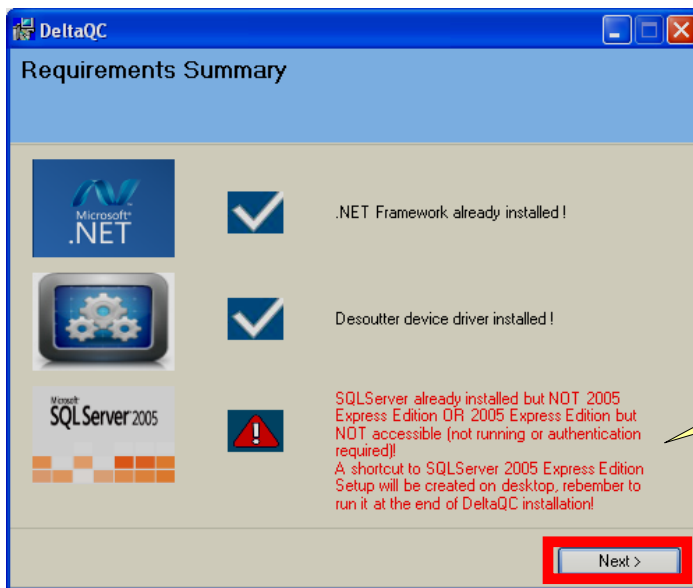 DeltaQC
Requirements Summary
Microsoft
.NET
.NET Framework already installed !
Desoutter device driver installed !
Microsoft
SQL Server 2005
SQLServer already installed but NOT 2005
Express Edition OR 2005 Express Edition but
NOT accessible (not running or authentication
required)!
A shortcut to SQLServer 2005 Express Edition
Setup will be created on desktop, rebember to
run it at the end of DeltaQC installation!
Next >